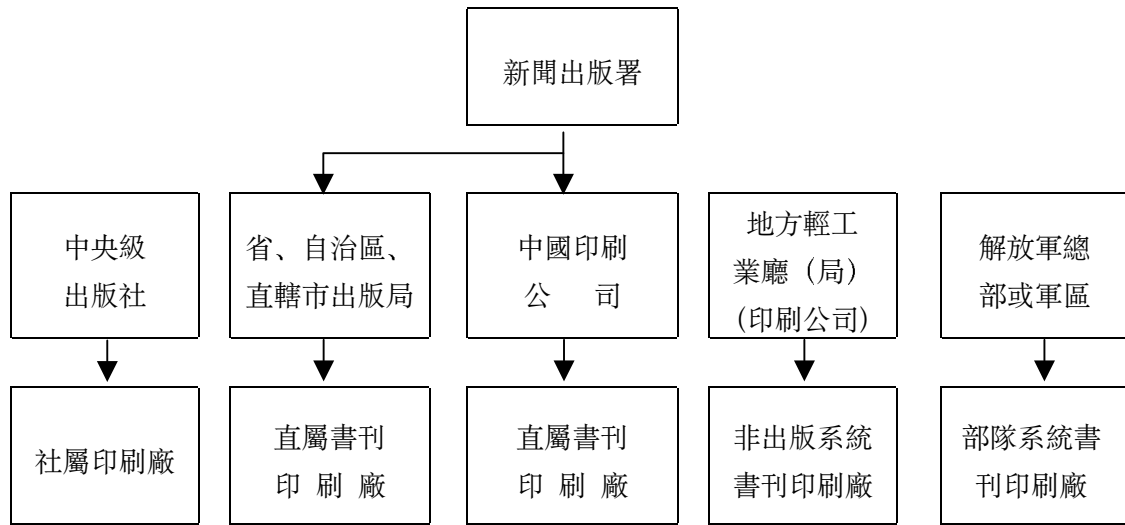 新聞出版署
中央級
出版社
省、自治區、
直轄市出版局
中國印刷
公　司
地方輕工
業廳（局）
（印刷公司）
解放軍總
部或軍區
社屬印刷廠
直屬書刊
印 刷 廠
直屬書刊
印 刷 廠
非出版系統
書刊印刷廠
部隊系統書
刊印刷廠